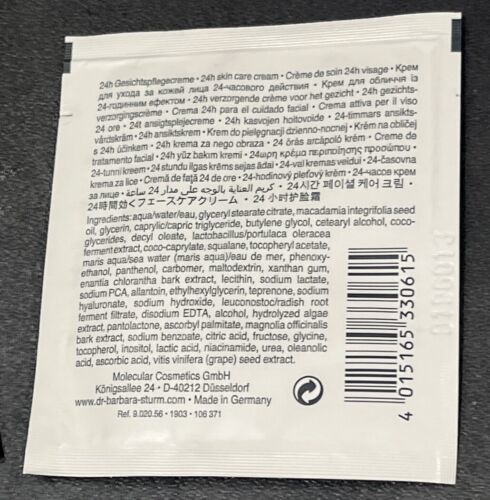 24h Gesichtspflegecreme • 24h skin care cream • Crème de soin 24h visage • Крем
для ухода за кожей лица 24-часового действия • Крем для обличчя із
24-годинним ефектом • 24h verzorgende crème voor het gezicht • 24h gezichts-
verzorgingscrème • Crema 24h para el cuidado facial • Crema attiva per il viso
24 ore • 24t ansigtsplejecreme • 24h kasvojen hoitovoide • 24-timmars ansikts-
vårdskräm • 24h ansiktskrem • Krem do pielęgnacji dzienno-nocnej • Krém na obličej
s 24h účinkem • 24h krema za nego obraza • 24 órás arcápoló krém • Creme de
tratamento facial • 24h yüz bakım kremi • 24ωρη κρέμα περιποίησης προσώπου •
24-tunni kreem • 24 stundu ilgas krēms sejas ādai • 24-val kremas veidui • 24-часовна
krema za lice • Cremă de față 24 de ore • 24-hodinový pleťový krém • 24-часов крем
за лице • كريم العناية بالوجه على مدار 24 ساعة • 24시간 페이셜 케어 크림 •
24時間効くフェースケアクリーム • 24 小时护脸霜
Ingredients: aqua/water/eau, glyceryl stearate citrate, macadamia integrifolia seed
oil, glycerin, caprylic/capric triglyceride, butylene glycol, cetearyl alcohol, coco-
glycerides, decyl oleate, lactobacillus/portulaca oleracea
ferment extract, coco-caprylate, squalane, tocopheryl acetate,
maris aqua/sea water (maris aqua)/eau de mer, phenoxy-
ethanol, panthenol, carbomer, maltodextrin, xanthan gum,
enantia chlorantha bark extract, lecithin, sodium lactate,
sodium PCA, allantoin, ethylhexylglycerin, teprenone, sodium
hyaluronate, sodium hydroxide, leuconostoc/radish root
ferment filtrate, disodium EDTA, alcohol, hydrolyzed algae
extract, pantolactone, ascorbyl palmitate, magnolia officinalis
bark extract, sodium benzoate, citric acid, fructose, glycine,
tocopherol, inositol, lactic acid, niacinamide, urea, oleanolic
acid, ascorbic acid, vitis vinifera (grape) seed extract.
Molecular Cosmetics GmbH
Königsallee 24 • D-40212 Düsseldorf
www.dr-barbara-sturm.com • Made in Germany
Ref. 9.020.56 • 1903 • 106 371
4 015165 330615